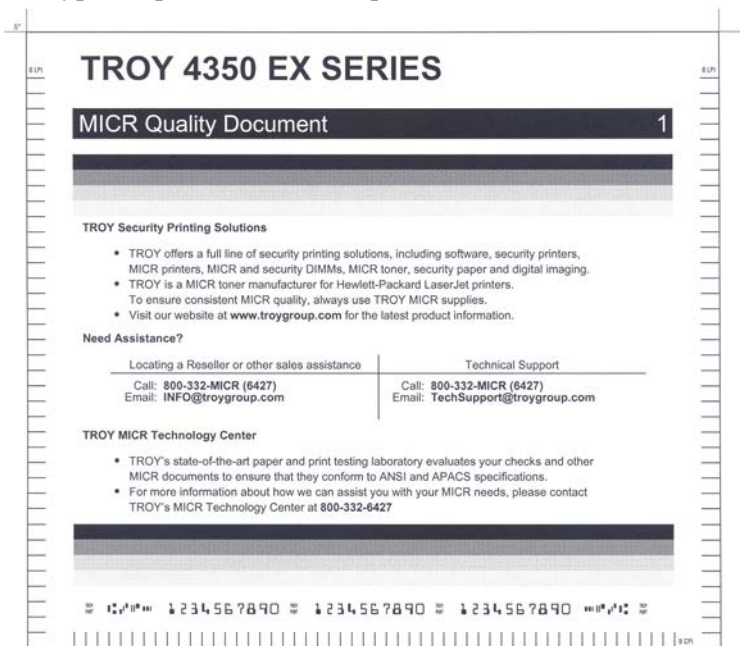 TROY 4350 EX SERIES
MICR Quality Document 1
TROY Security Printing Solutions
• TROY offers a full line of security printing solutions, including software, security printers,
MICR printers, MICR and security DIMMs, MICR toner, security paper and digital imaging.
• TROY is a MICR toner manufacturer for Hewlett-Packard LaserJet printers.
To ensure consistent MICR quality, always use TROY MICR supplies.
• Visit our website at www.troygroup.com for the latest product information.
Need Assistance?
Locating a Reseller or other sales assistance Technical Support
Call: 800-332-MICR (6427) Call: 800-332-MICR (6427)
Email: INFO@troygroup.com Email: TechSupport@troygroup.com
TROY MICR Technology Center
• TROY's state-of-the-art paper and print testing laboratory evaluates your checks and other
MICR documents to ensure that they conform to ANSI and APACS specifications.
• For more information about how we can assist you with your MICR needs, please contact
TROY's MICR Technology Center at 800-332-6427
1234567890 1234567890 1234567890